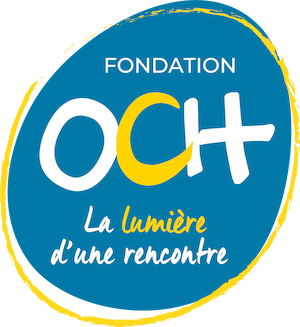 FONDATION
OCH
La lumière
d'une rencontre